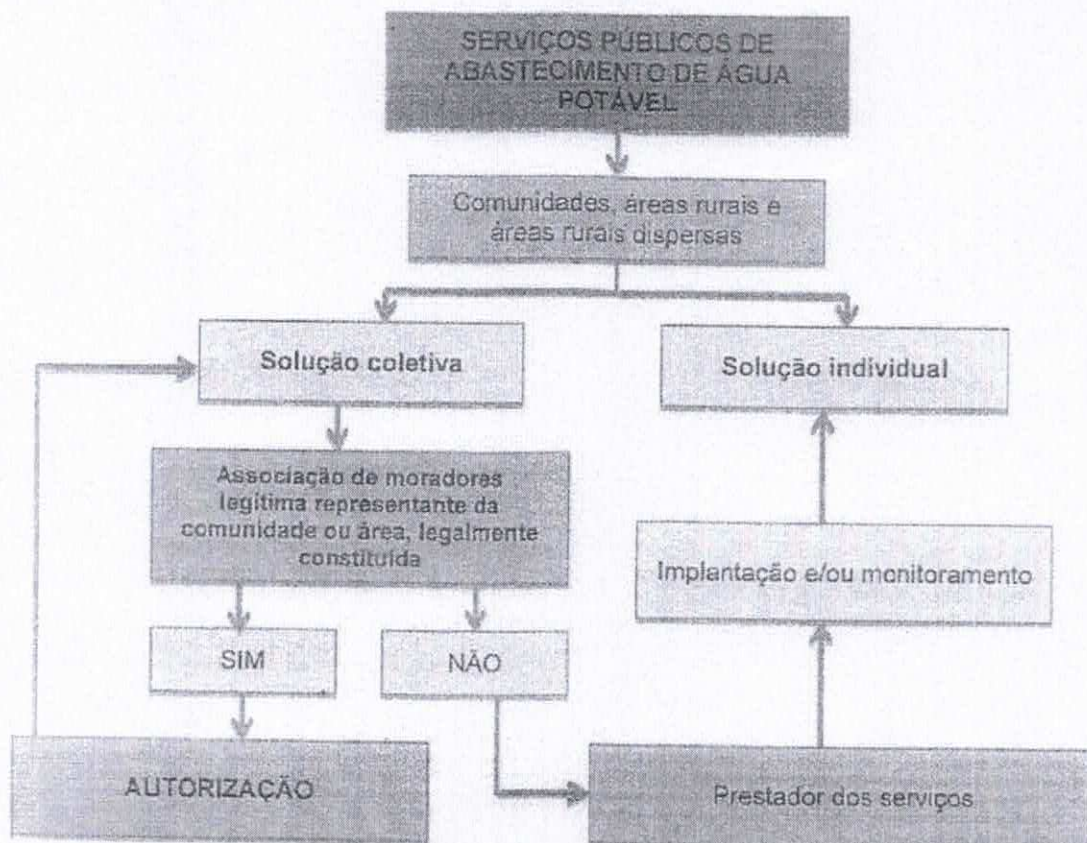 SERVIÇOS PÚBLICOS DE
ABASTECIMENTO DE ÁGUA
POTÁVEL
Comunidades, áreas rurais e
áreas rurais dispersas
Solução coletiva
Solução individual
Associação de moradores
legítima representante da
comunidade ou área, legalmente
constituída
Implantação e/ou monitoramento
SIM
NÃO
AUTORIZAÇÃO
Prestador dos serviços